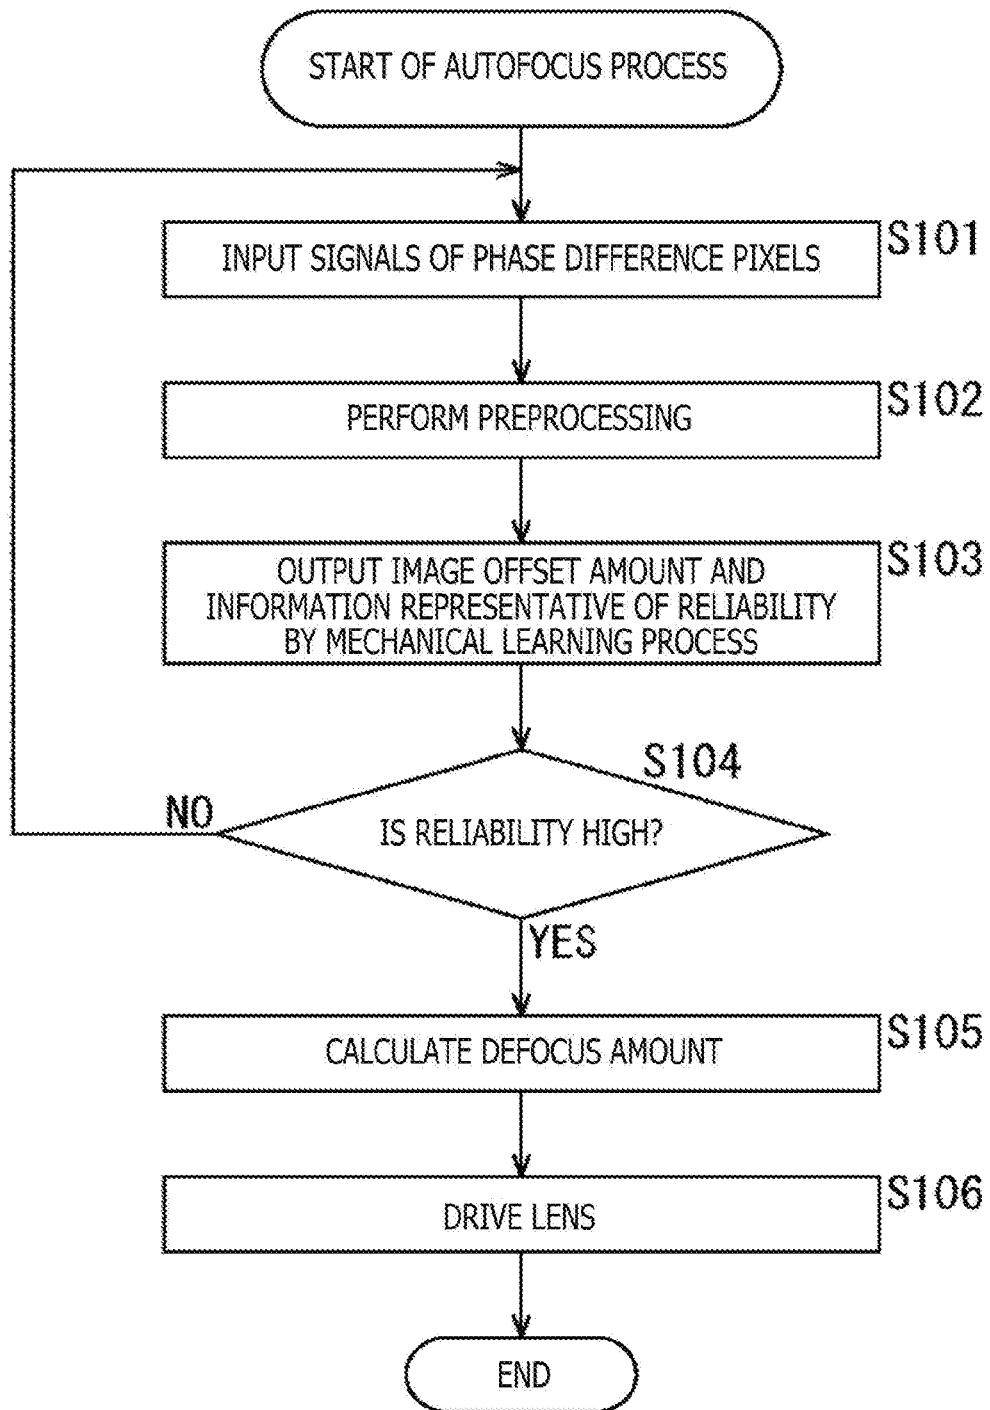 START OF AUTOFOCUS PROCESS
S101
INPUT SIGNALS OF PHASE DIFFERENCE PIXELS
S102
PERFORM PREPROCESSING
S103
OUTPUT IMAGE OFFSET AMOUNT AND
INFORMATION REPRESENTATIVE OF RELIABILITY
BY MECHANICAL LEARNING PROCESS
S104
NO
IS RELIABILITY HIGH?
YES
S105
CALCULATE DEFOCUS AMOUNT
S106
DRIVE LENS
END